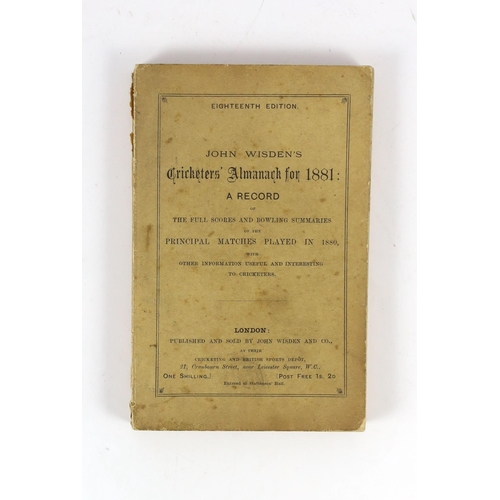 EIGHTEENTH EDITION.
JOHN WISDEN'S
Cricketers' Almanack for 1881:
A RECORD
OF
THE FULL SCORES AND BOWLING SUMMARIES
OF THE
PRINCIPAL MATCHES PLAYED IN 1880,
WITH
OTHER INFORMATION USEFUL AND INTERESTING
TO CRICKETERS.
LONDON:
PUBLISHED AND SOLD BY JOHN WISDEN AND CO.,
AT THEIR
CRICKETING AND BRITISH SPORTS DEPÔT,
21, Cranbourn Street, near Leicester Square, W.C.
ONE SHILLING.] [POST FREE 1S. 2D.
Entered at Stationers' Hall.